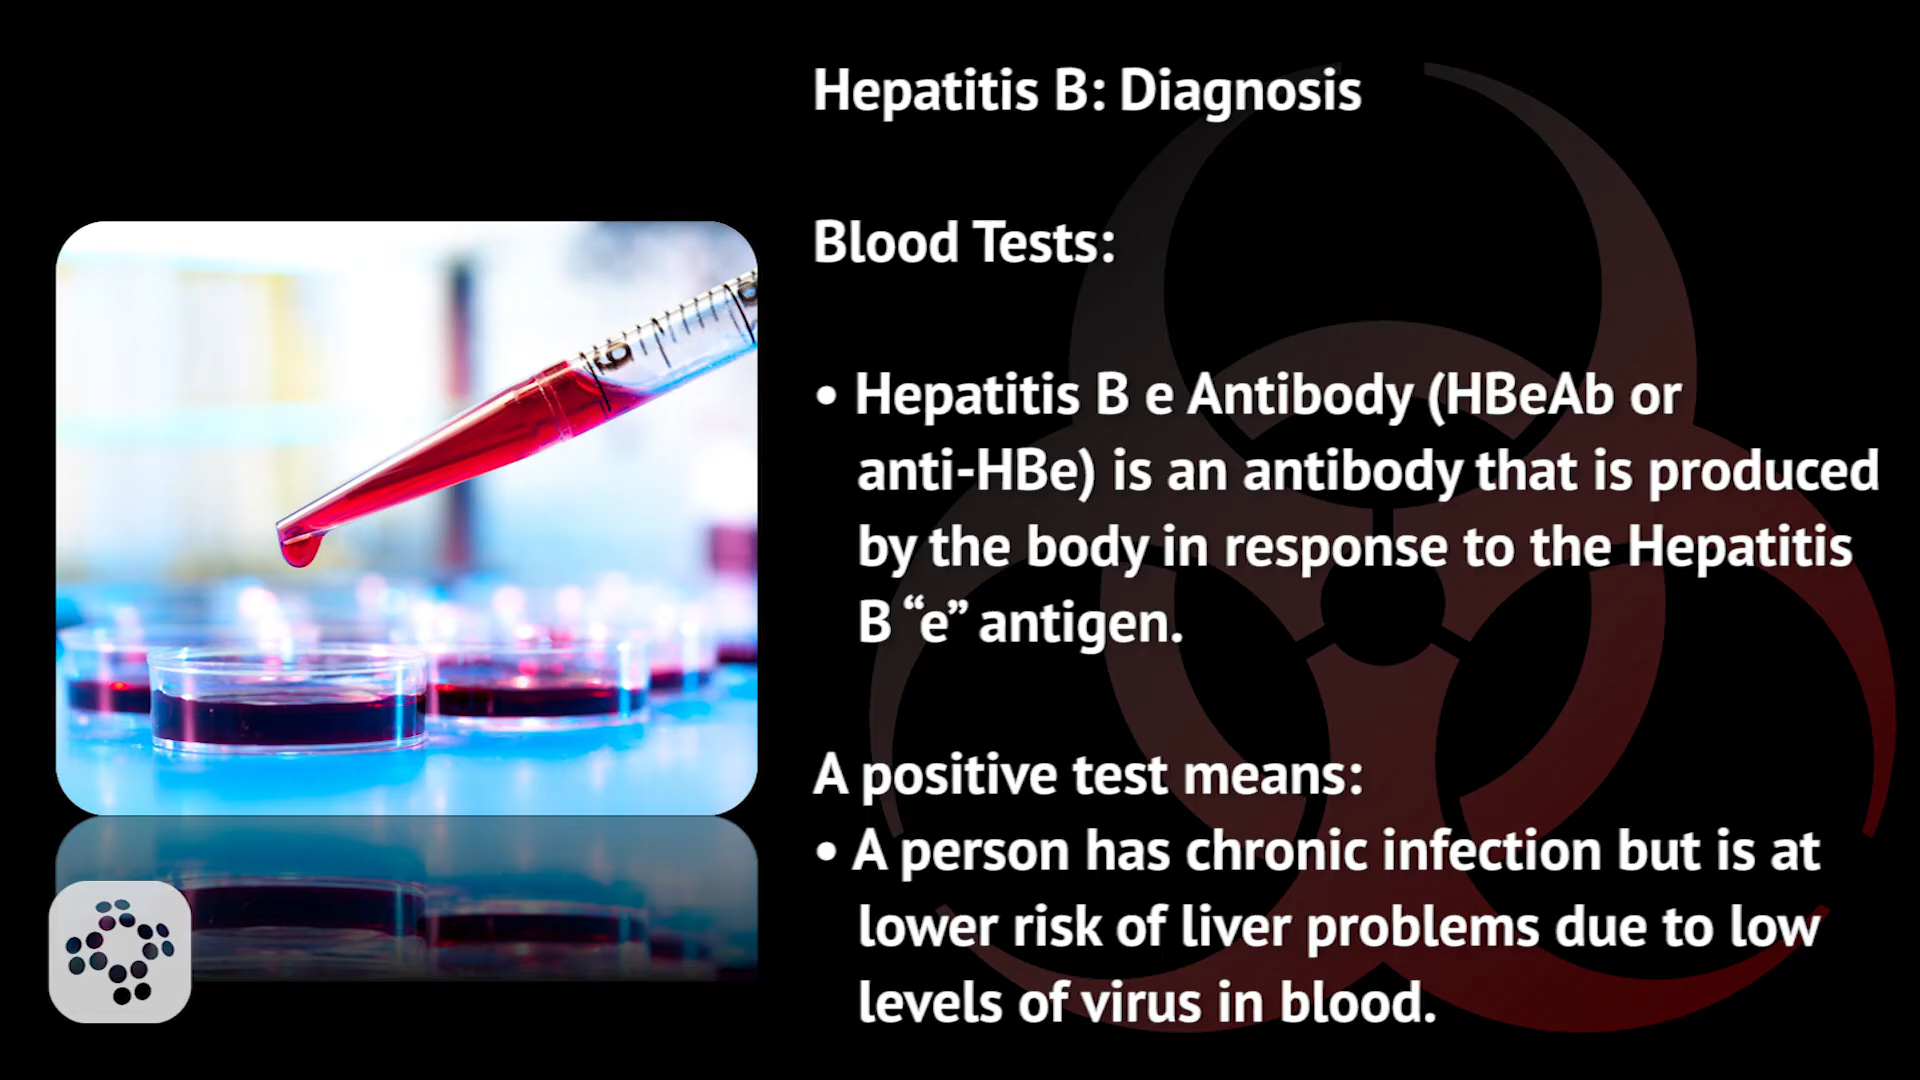 Hepatitis B: Diagnosis
Blood Tests:
• Hepatitis B e Antibody (HBeAb or
anti-HBe) is an antibody that is produced
by the body in response to the Hepatitis
B “e” antigen.
A positive test means:
• A person has chronic infection but is at
lower risk of liver problems due to low
levels of virus in blood.